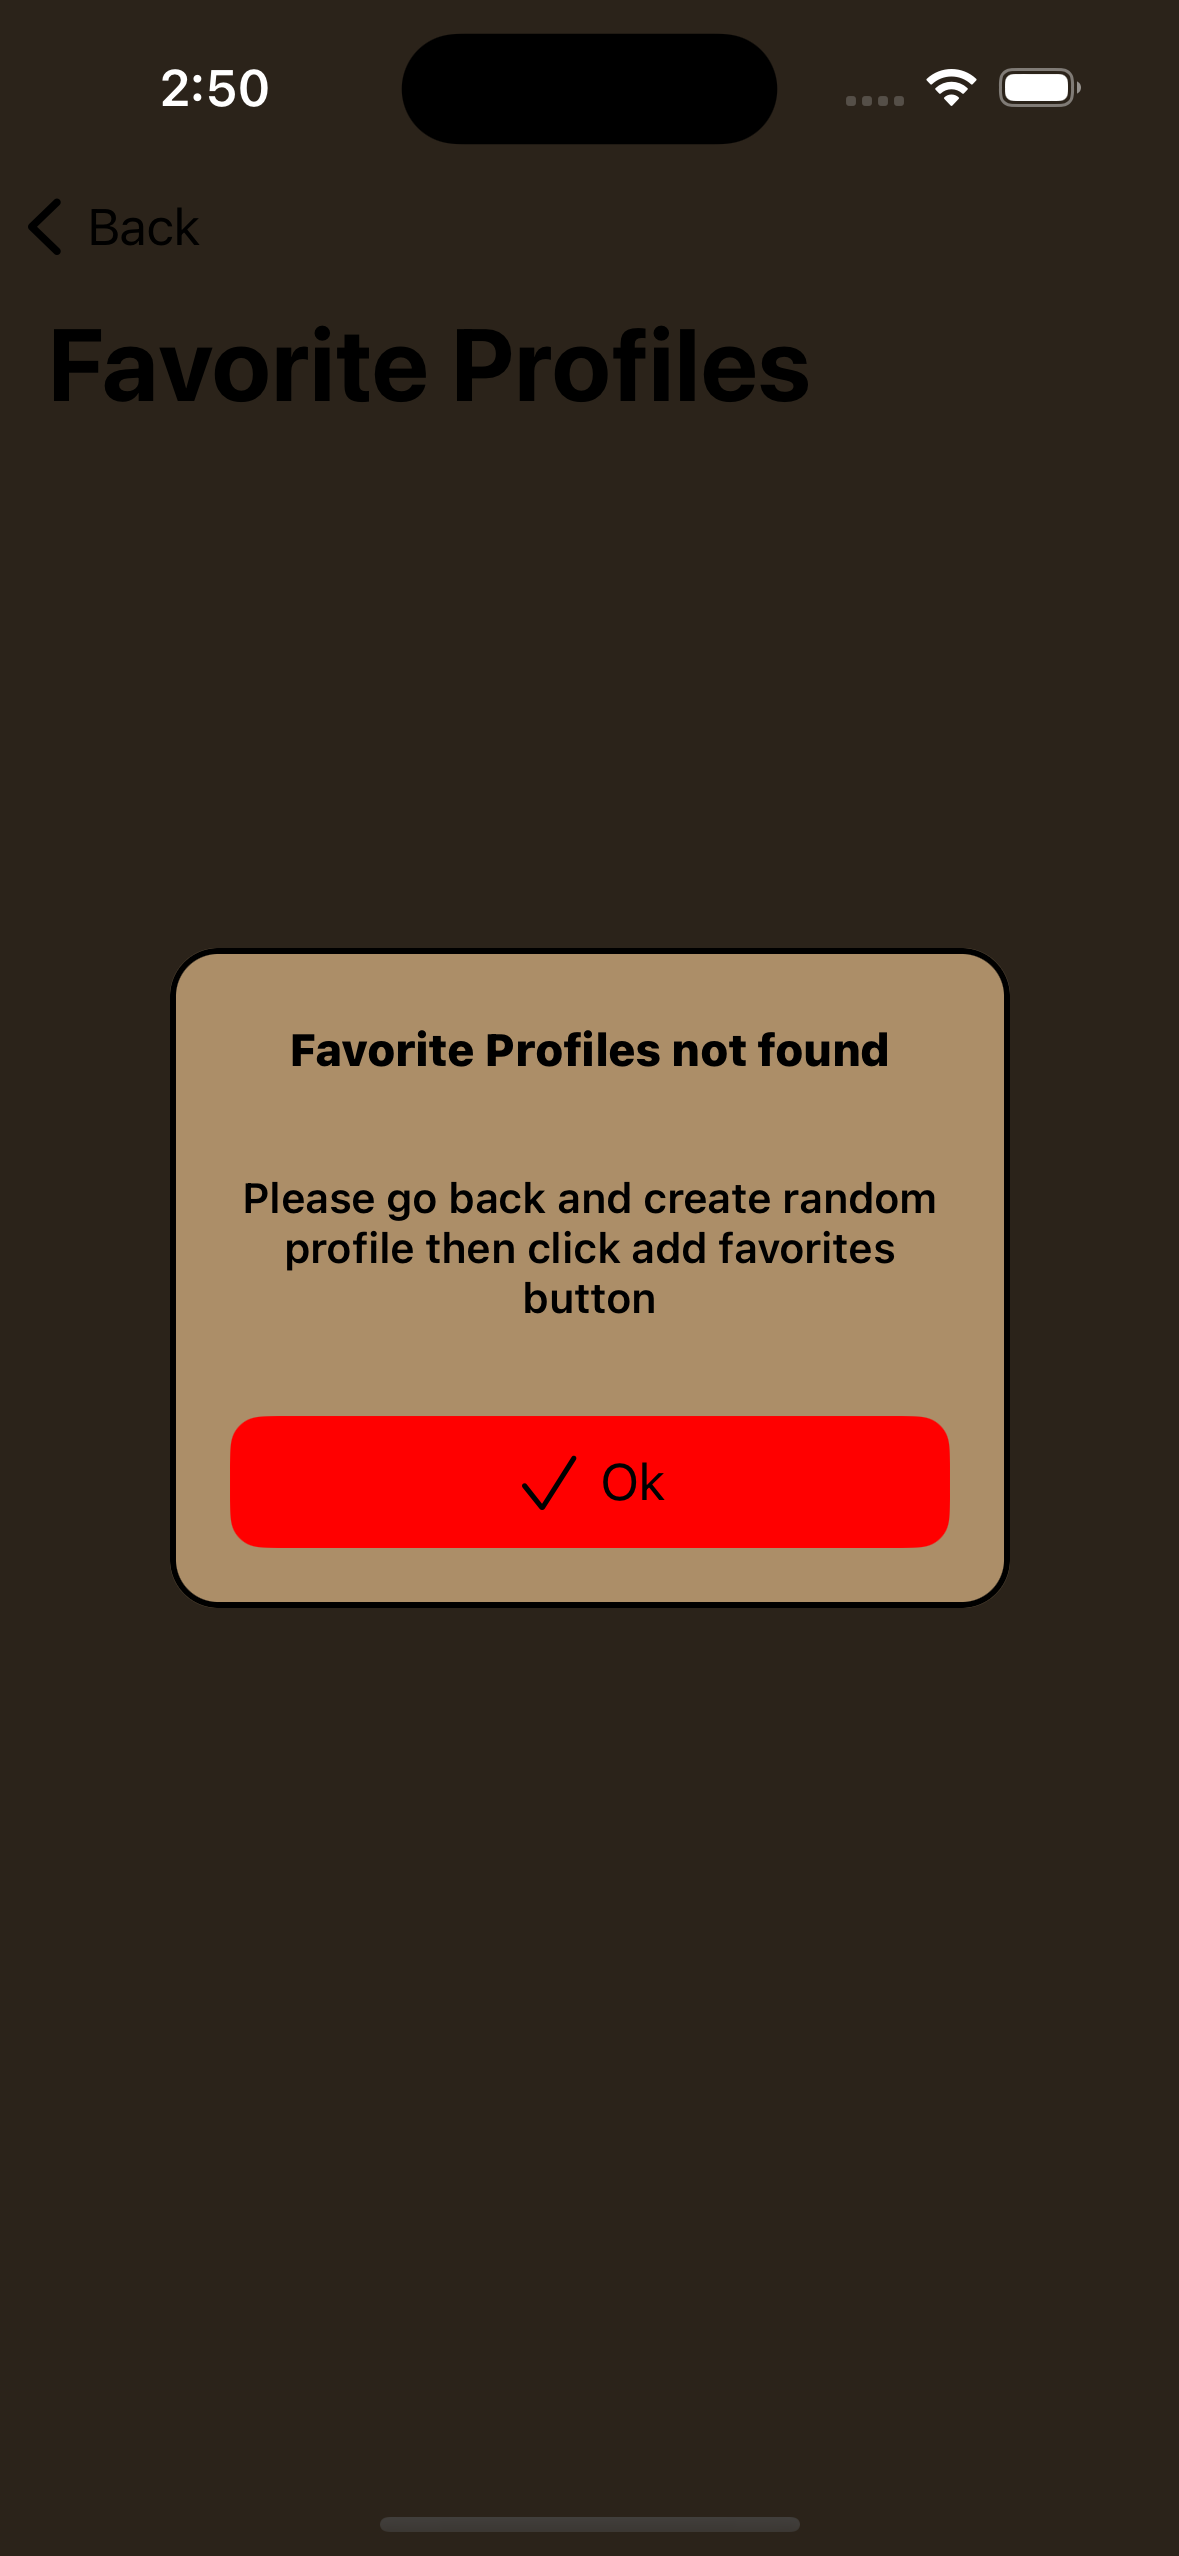 2:50
Back
Favorite Profiles
Favorite Profiles not found
Please go back and create random
profile then click add favorites
button
Ok